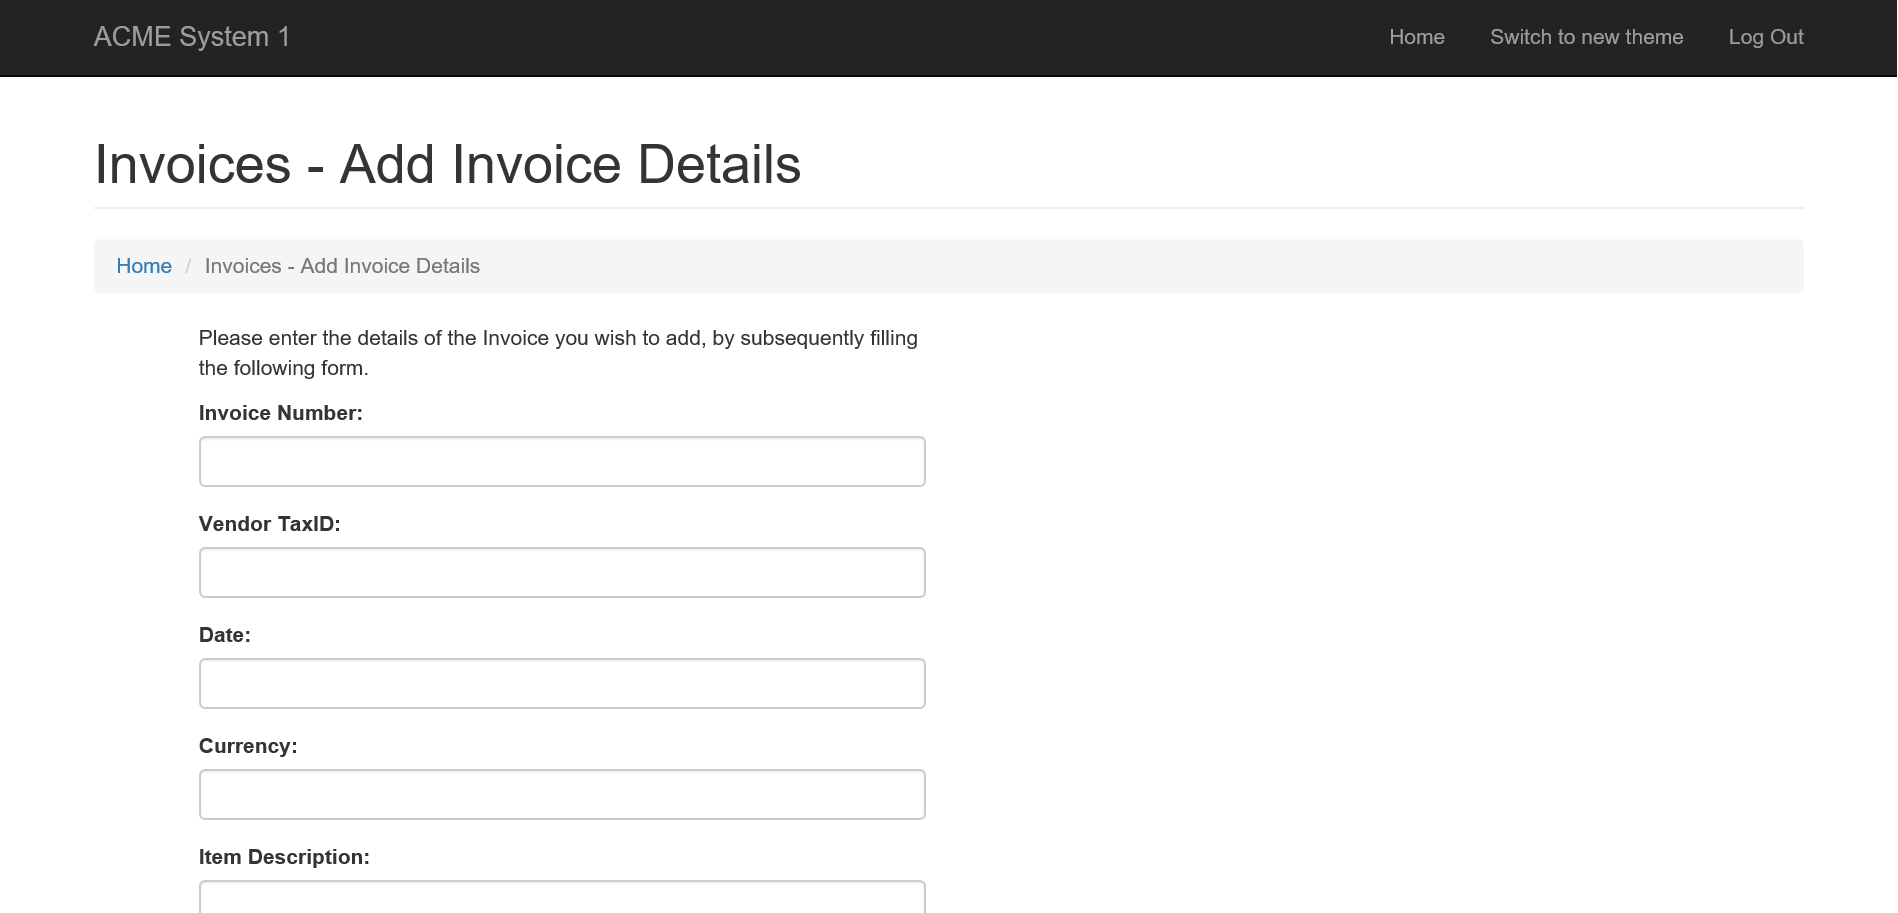 ACME System 1
Home
Switch to new theme
Log Out
Invoices - Add Invoice Details
Home / Invoices - Add Invoice Details
Please enter the details of the Invoice you wish to add, by subsequently filling
the following form.
Invoice Number:
Vendor TaxID:
Date:
Currency:
Item Description: